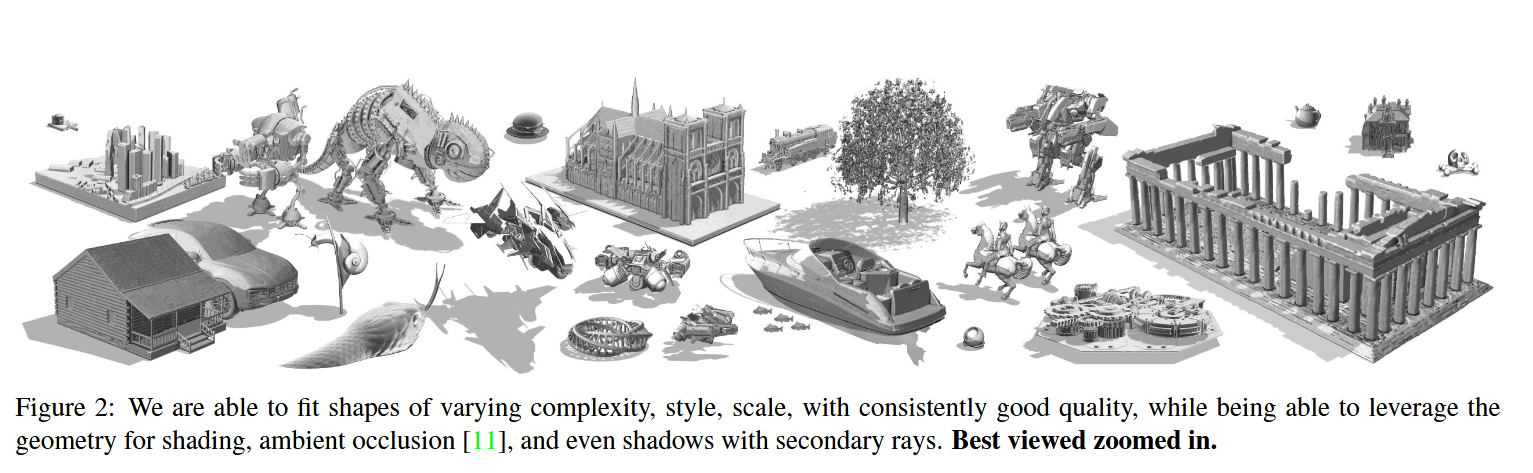 Figure 2: We are able to fit shapes of varying complexity, style, scale, with consistently good quality, while being able to leverage the
geometry for shading, ambient occlusion [11], and even shadows with secondary rays. Best viewed zoomed in.